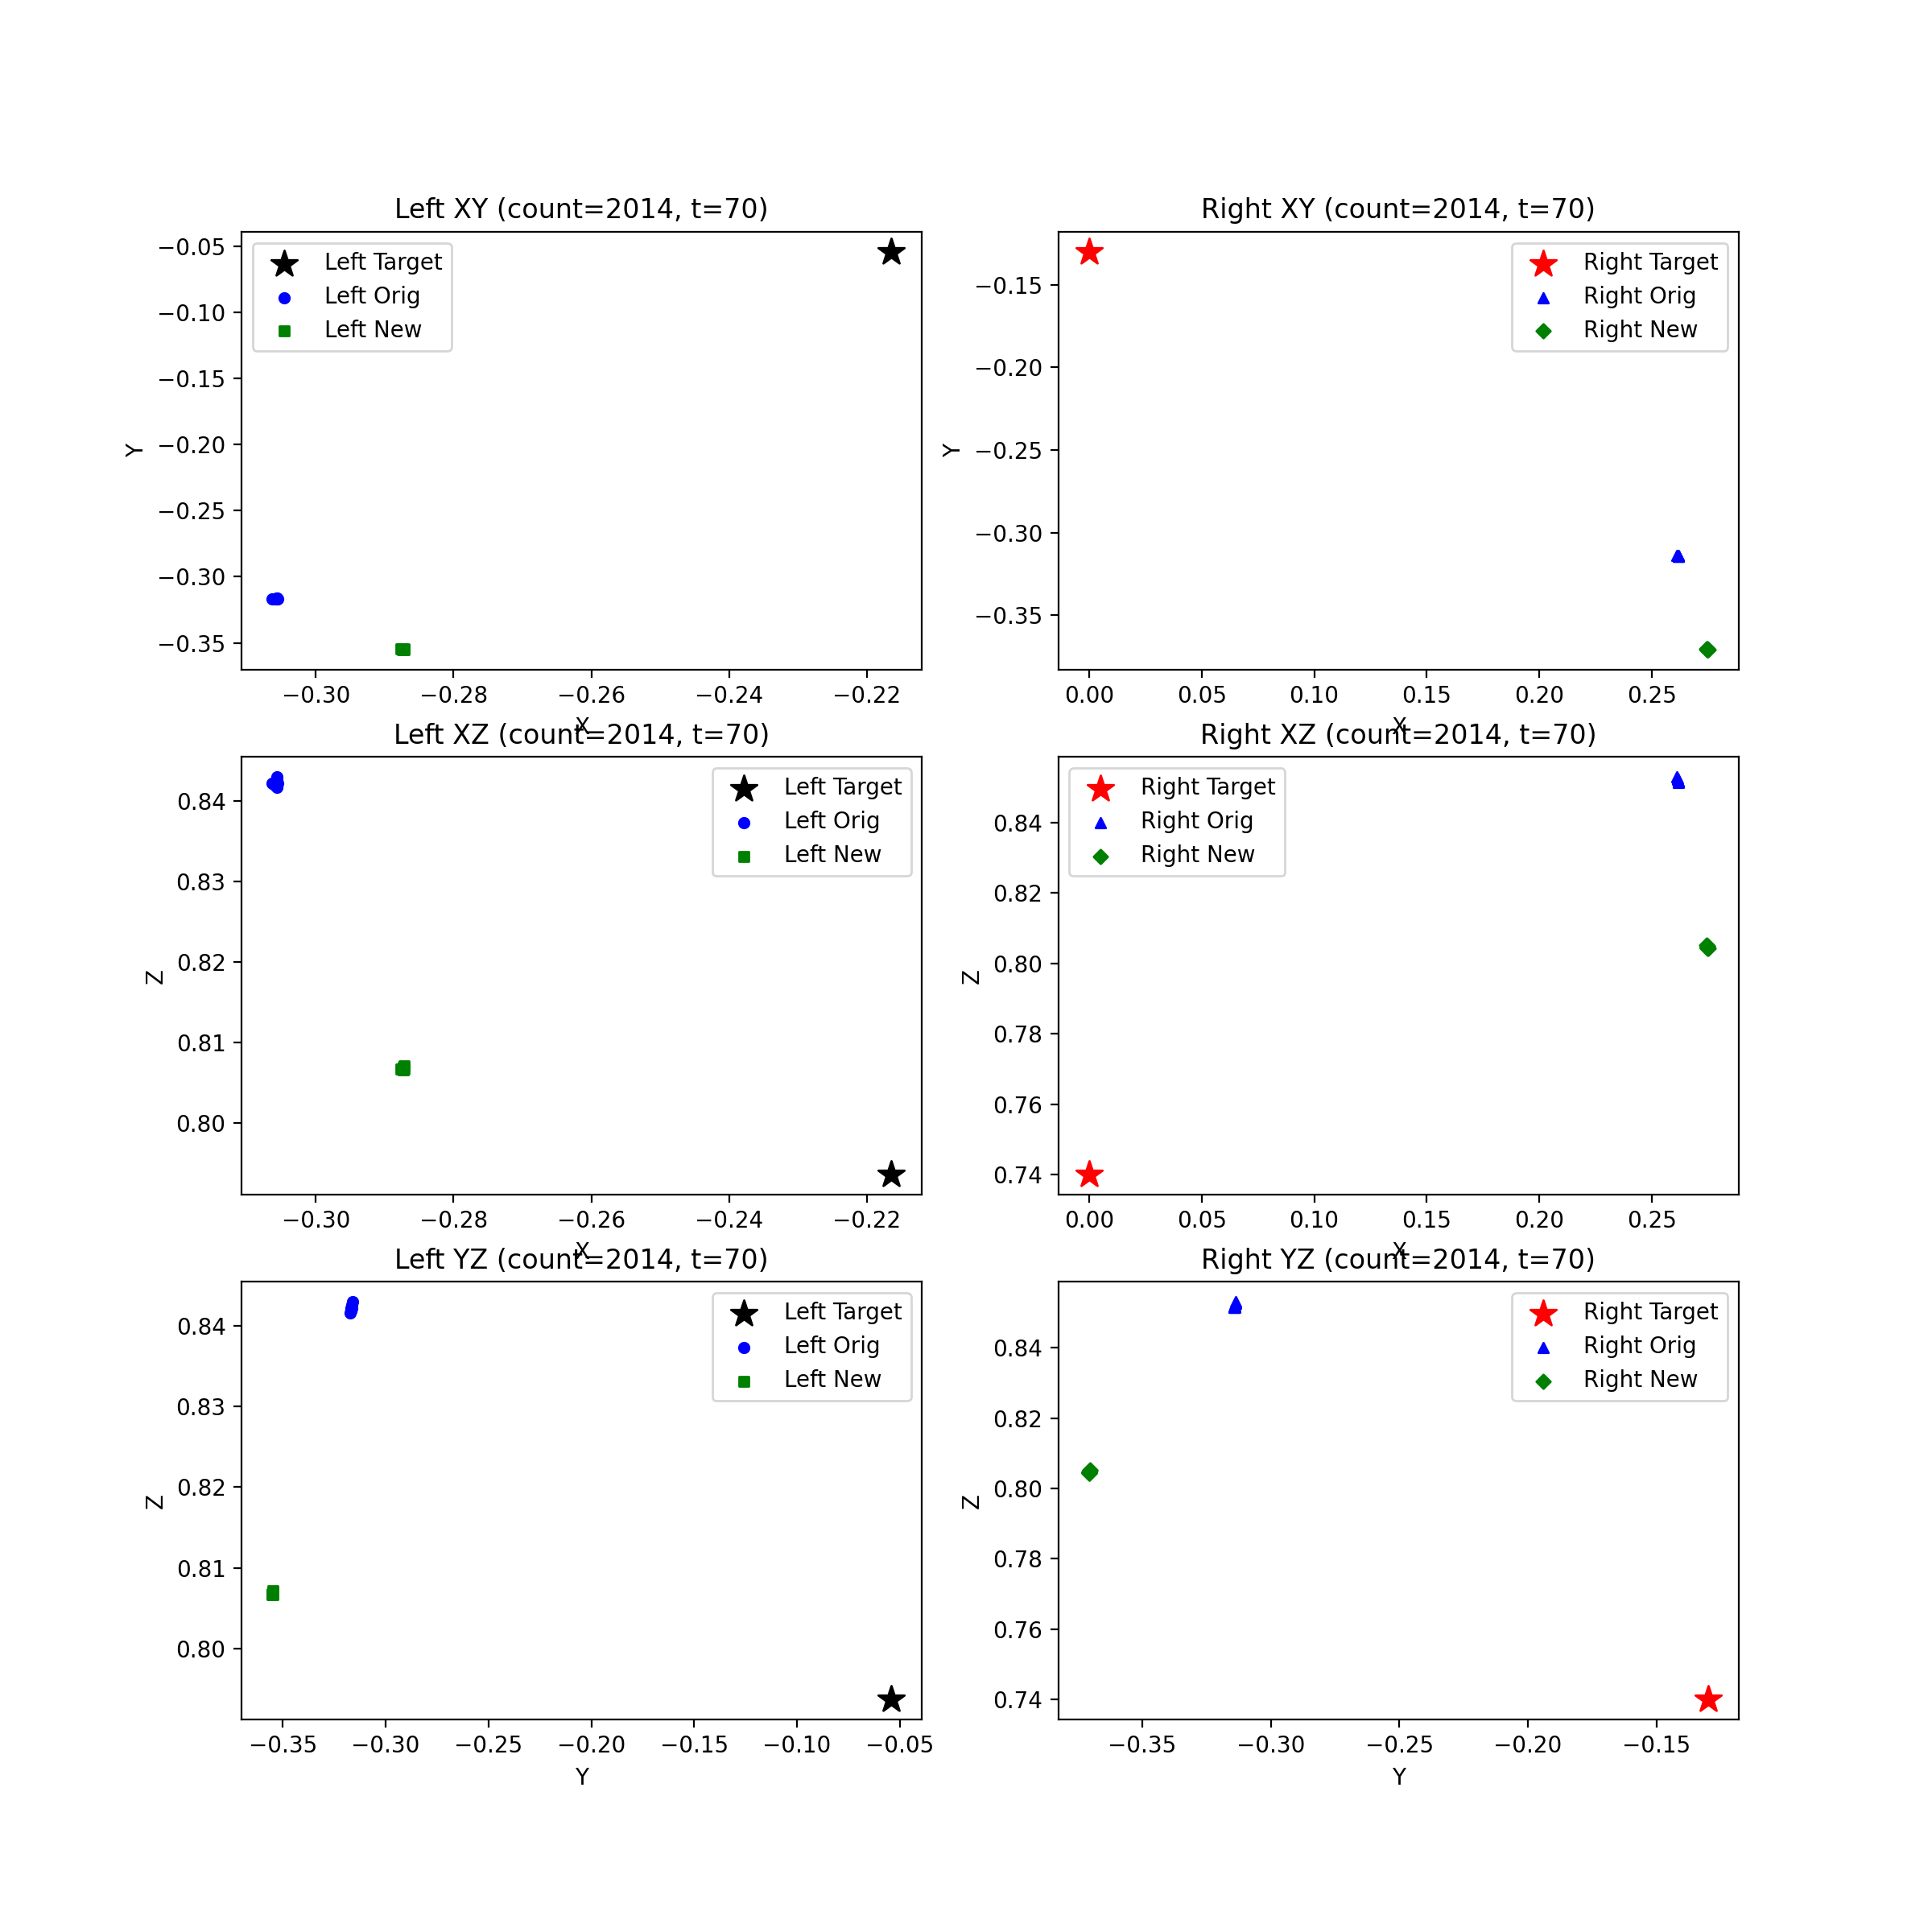 Left XY (count=2014, t=70)
−0.05
−0.10
−0.15
−0.20
−0.25
−0.30
−0.35
Y
Left Target
Left Orig
Left New
−0.30 −0.28 −0.26 −0.24 −0.22
X
Right XY (count=2014, t=70)
−0.15
−0.20
−0.25
−0.30
−0.35
Y
Right Target
Right Orig
Right New
0.00 0.05 0.10 0.15 0.20 0.25
X
Left XZ (count=2014, t=70)
0.84
0.83
0.82
0.81
0.80
Z
Left Target
Left Orig
Left New
−0.30 −0.28 −0.26 −0.24 −0.22
X
Right XZ (count=2014, t=70)
0.84
0.82
0.80
0.78
0.76
0.74
Z
Right Target
Right Orig
Right New
0.00 0.05 0.10 0.15 0.20 0.25
X
Left YZ (count=2014, t=70)
0.84
0.83
0.82
0.81
0.80
Z
Left Target
Left Orig
Left New
−0.35 −0.30 −0.25 −0.20 −0.15 −0.10 −0.05
Y
Right YZ (count=2014, t=70)
0.84
0.82
0.80
0.78
0.76
0.74
Z
Right Target
Right Orig
Right New
−0.35 −0.30 −0.25 −0.20 −0.15
Y